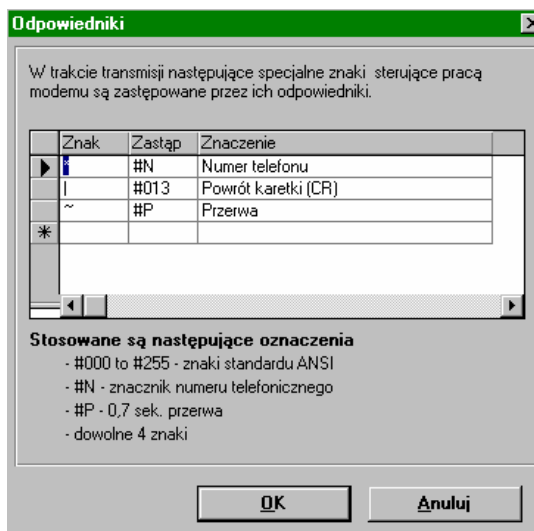 Odpowiedniki
W trakcie transmisji następujące specjalne znaki sterujące pracą
modemu są zastępowane przez ich odpowiedniki.
Znak Zastąp Znaczenie
* #N Numer telefonu
| #013 Powrót karetki (CR)
~ #P Przerwa
Stosowane są następujące oznaczenia
- #000 to #255 - znaki standardu ANSI
- #N - znacznik numeru telefonicznego
- #P - 0,7 sek. przerwa
- dowolne 4 znaki
OK Anuluj